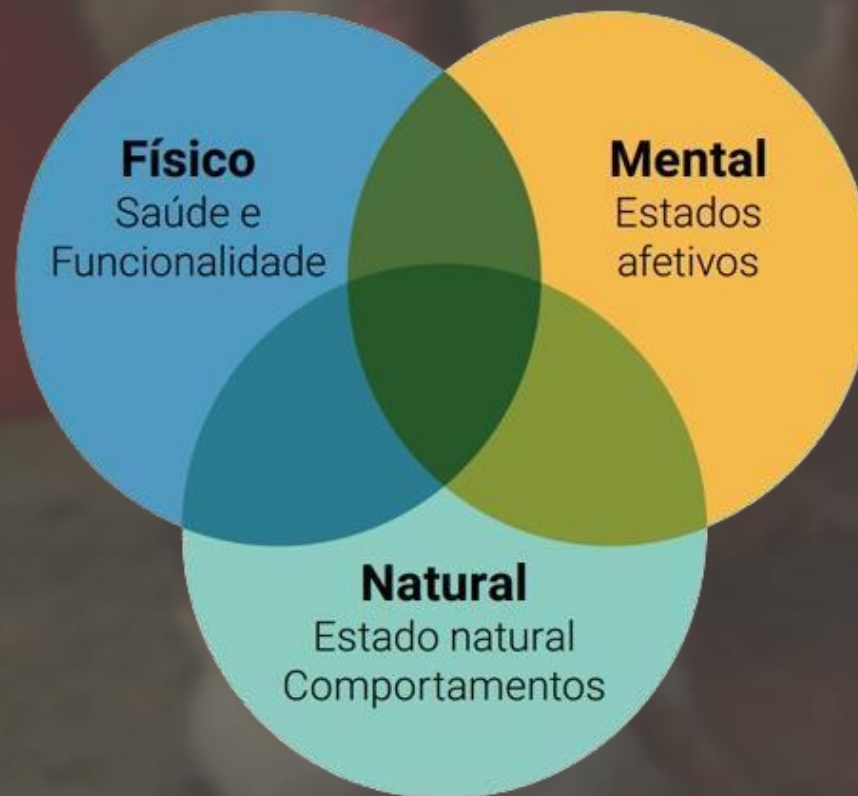 Físico
Saúde e
Funcionalidade
Mental
Estados
afetivos
Natural
Estado natural
Comportamentos